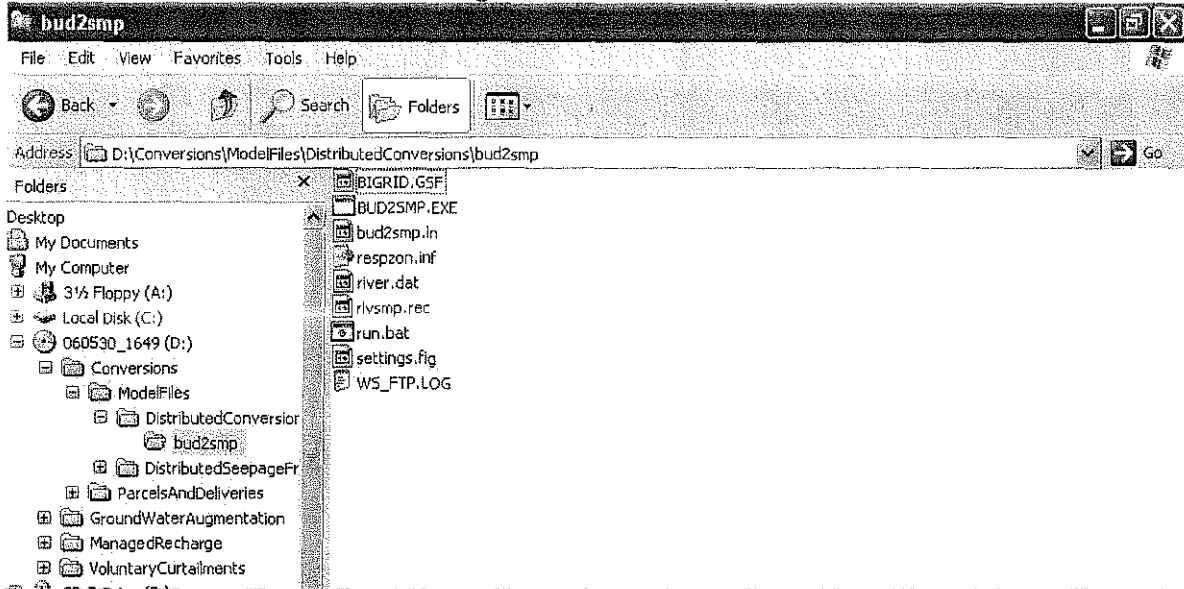 bud2smp
File Edit View Favorites Tools Help
Back Search Folders
Address D:\Conversions\ModelFiles\DistributedConversions\bud2smp Go
Folders
Desktop
My Documents
My Computer
3½ Floppy (A:)
Local Disk (C:)
060530_1649 (D:)
Conversions
ModelFiles
DistributedConversior
bud2smp
DistributedSeepageFr
ParcelsAndDeliveries
GroundWaterAugmentation
ManagedRecharge
VoluntaryCurtailments
BIGRID.GSF
BUD2SMP.EXE
bud2smp.in
respzon.inf
river.dat
rivsmp.rec
run.bat
settings.fig
WS_FTP.LOG